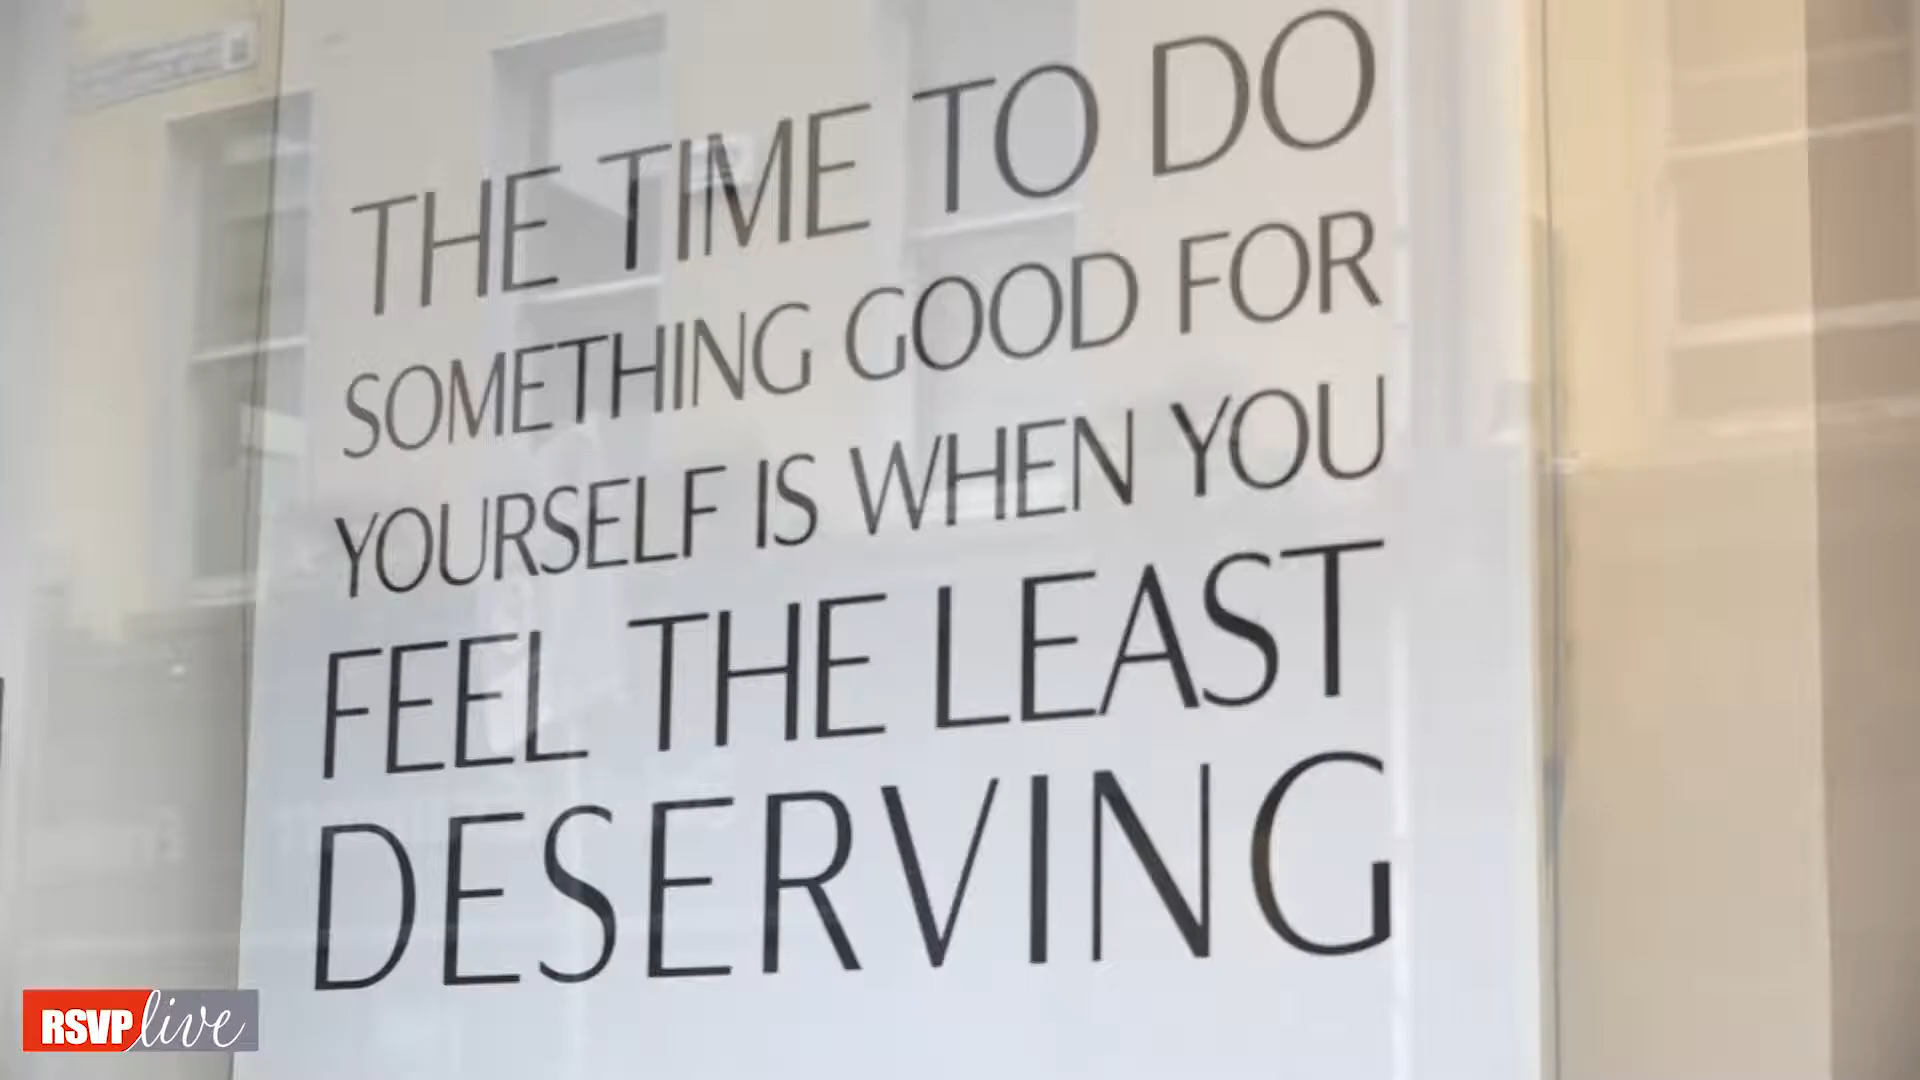 THE TIME TO DO
SOMETHING GOOD FOR
YOURSELF IS WHEN YOU
FEEL THE LEAST
DESERVING
RSVP live